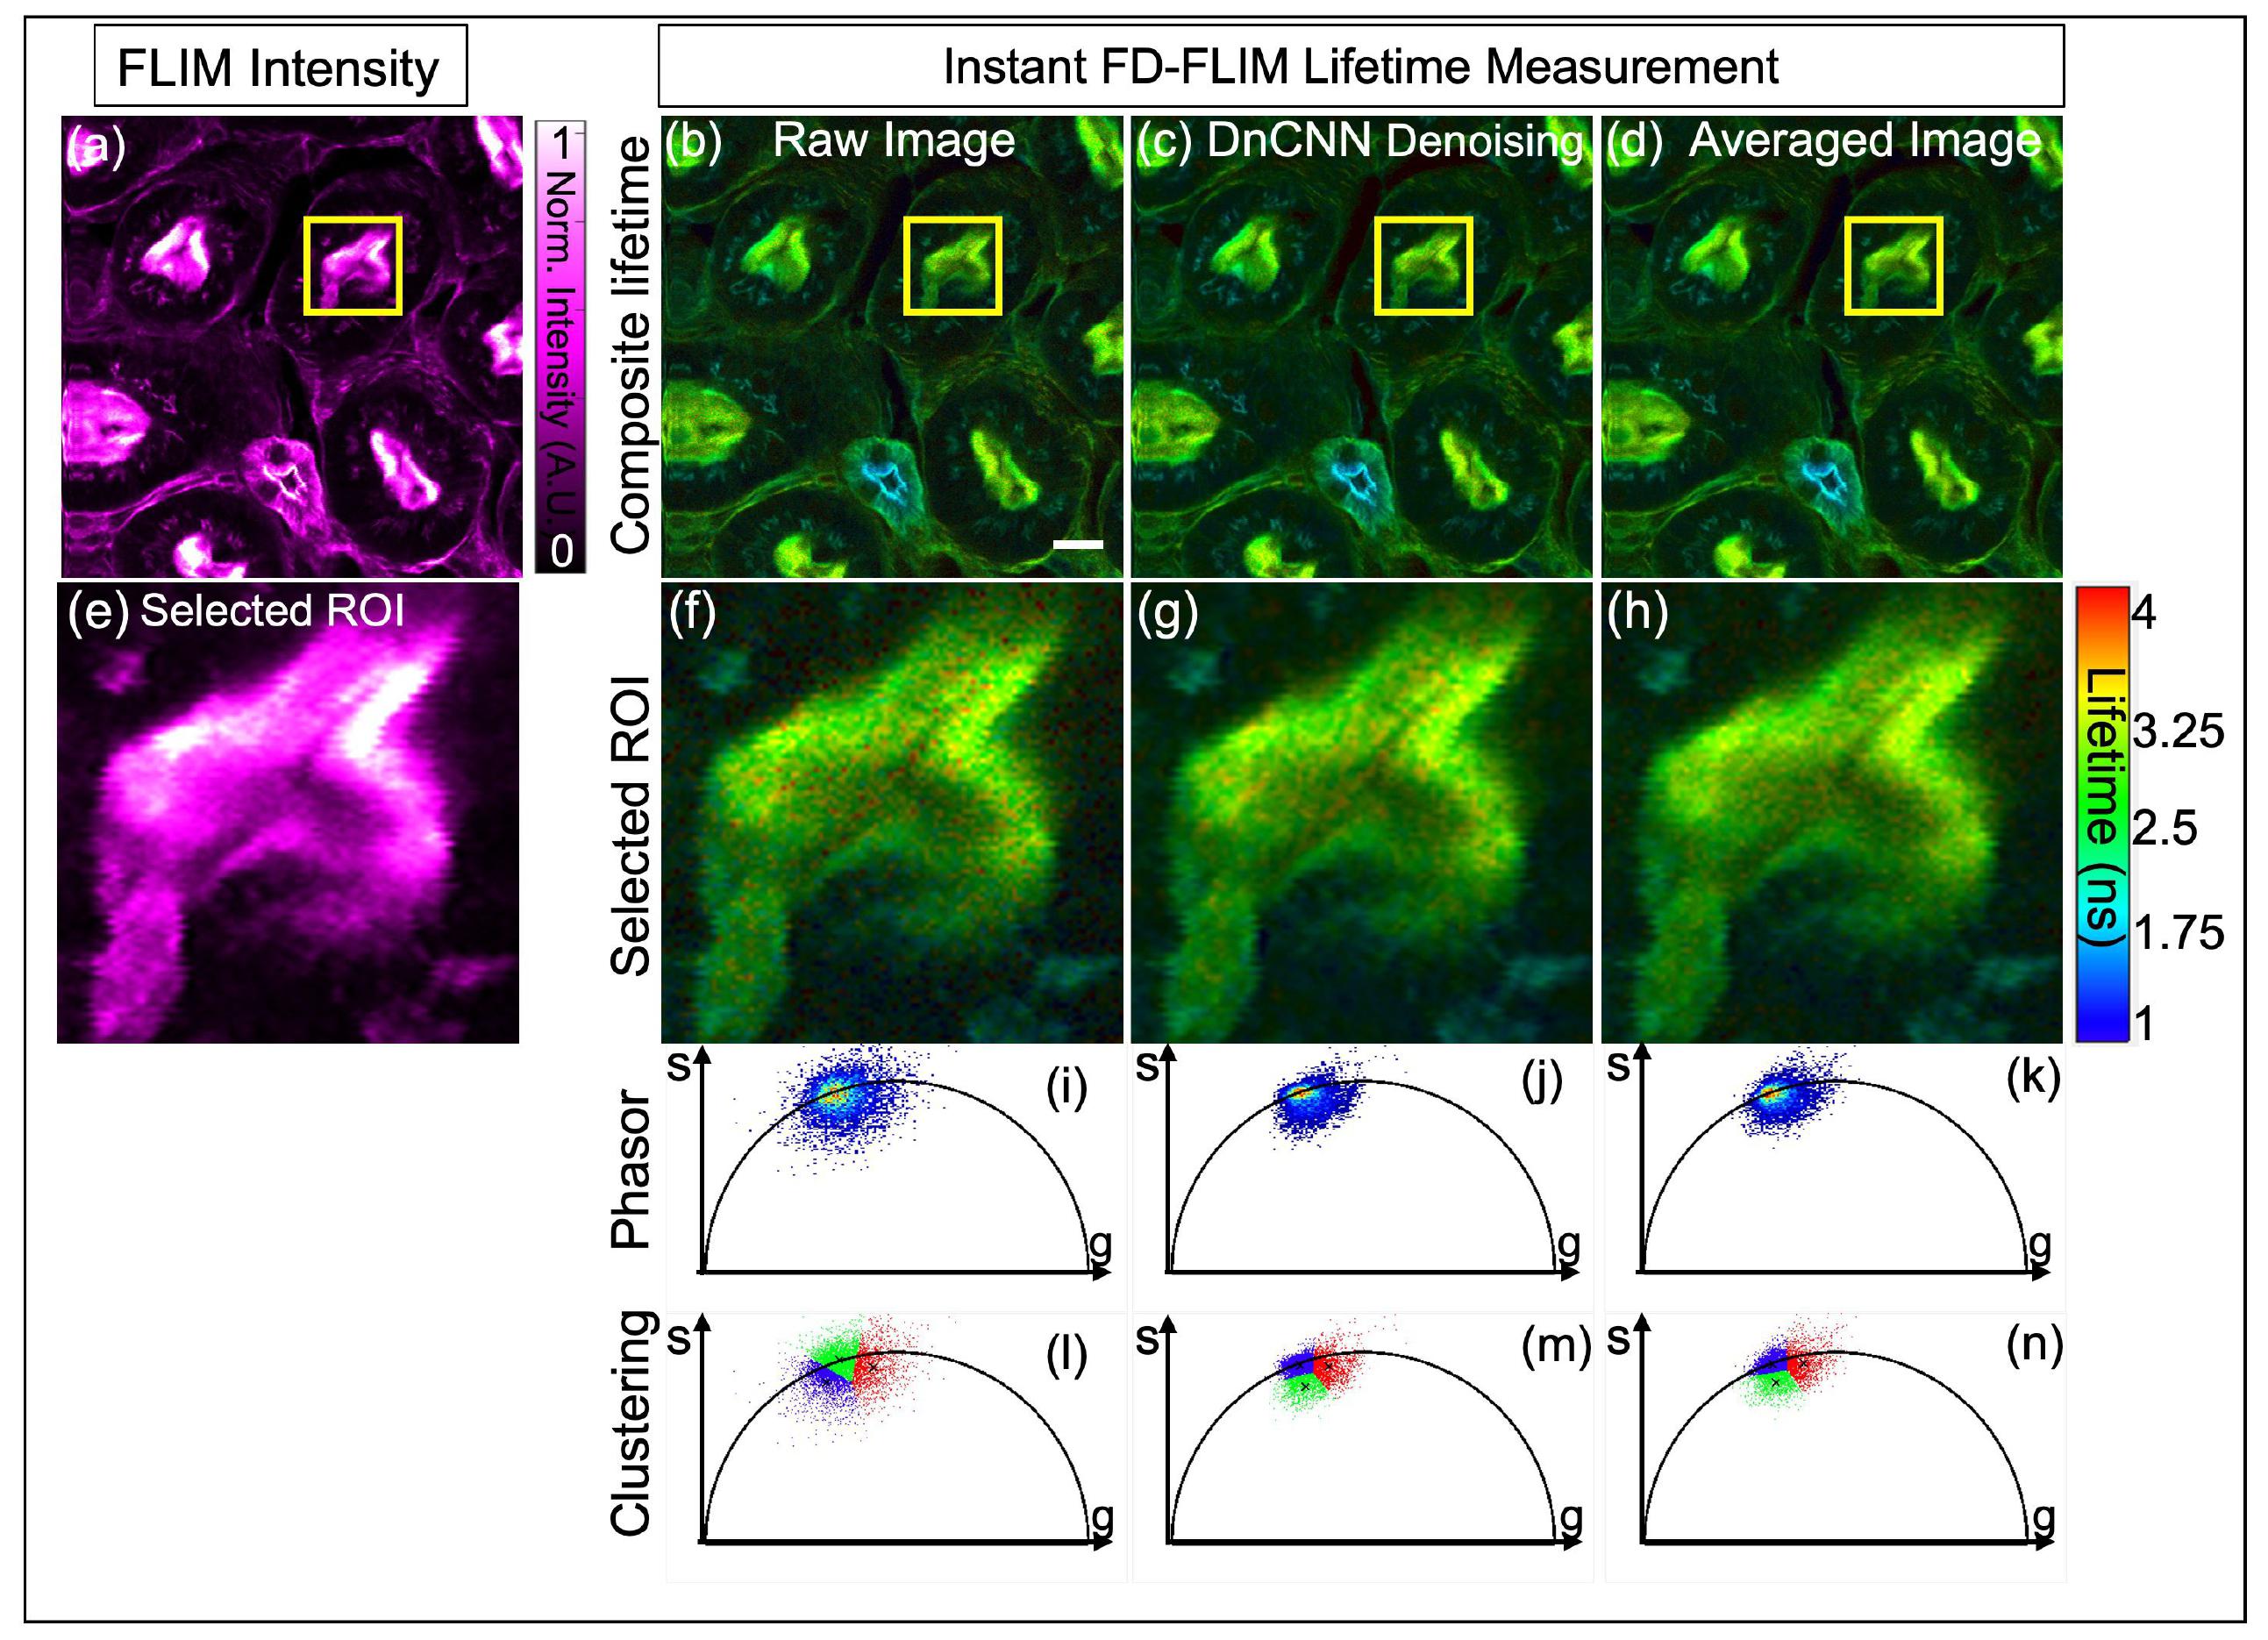 FLIM Intensity
Instant FD-FLIM Lifetime Measurement
(a)
1
Norm. Intensity (A.U.
0
Composite lifetime
(b) Raw Image
(c) DnCNN Denoising
(d) Averaged Image
(e) Selected ROI
Selected ROI
(f)
(g)
(h)
4
3.25
2.5
1.75
1
Lifetime (ns)
Phasor
s
(i)
g
s
(j)
g
s
(k)
g
Clustering
s
(l)
g
s
(m)
g
s
(n)
g